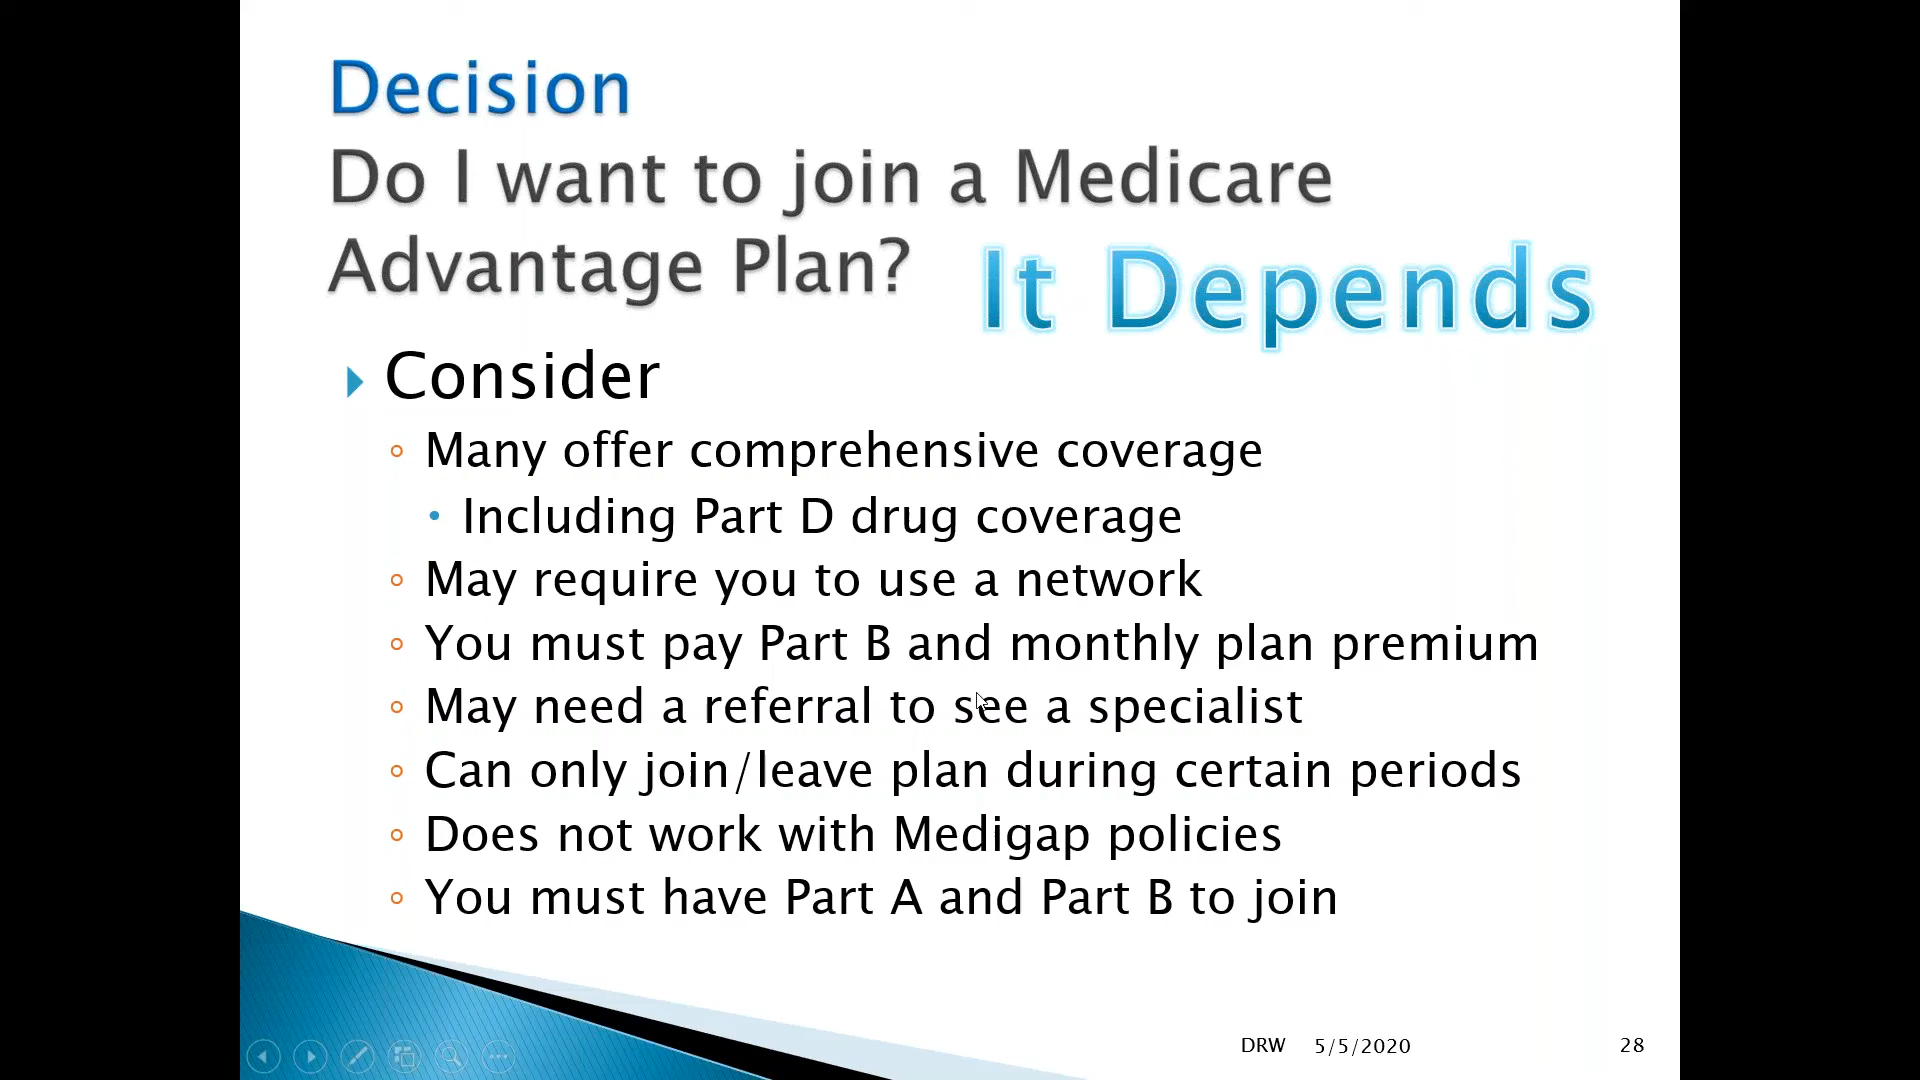 Decision
Do I want to join a Medicare
Advantage Plan?
It Depends
Consider
Many offer comprehensive coverage
Including Part D drug coverage
May require you to use a network
You must pay Part B and monthly plan premium
May need a referral to see a specialist
Can only join/leave plan during certain periods
Does not work with Medigap policies
You must have Part A and Part B to join
DRW 5/5/2020 28